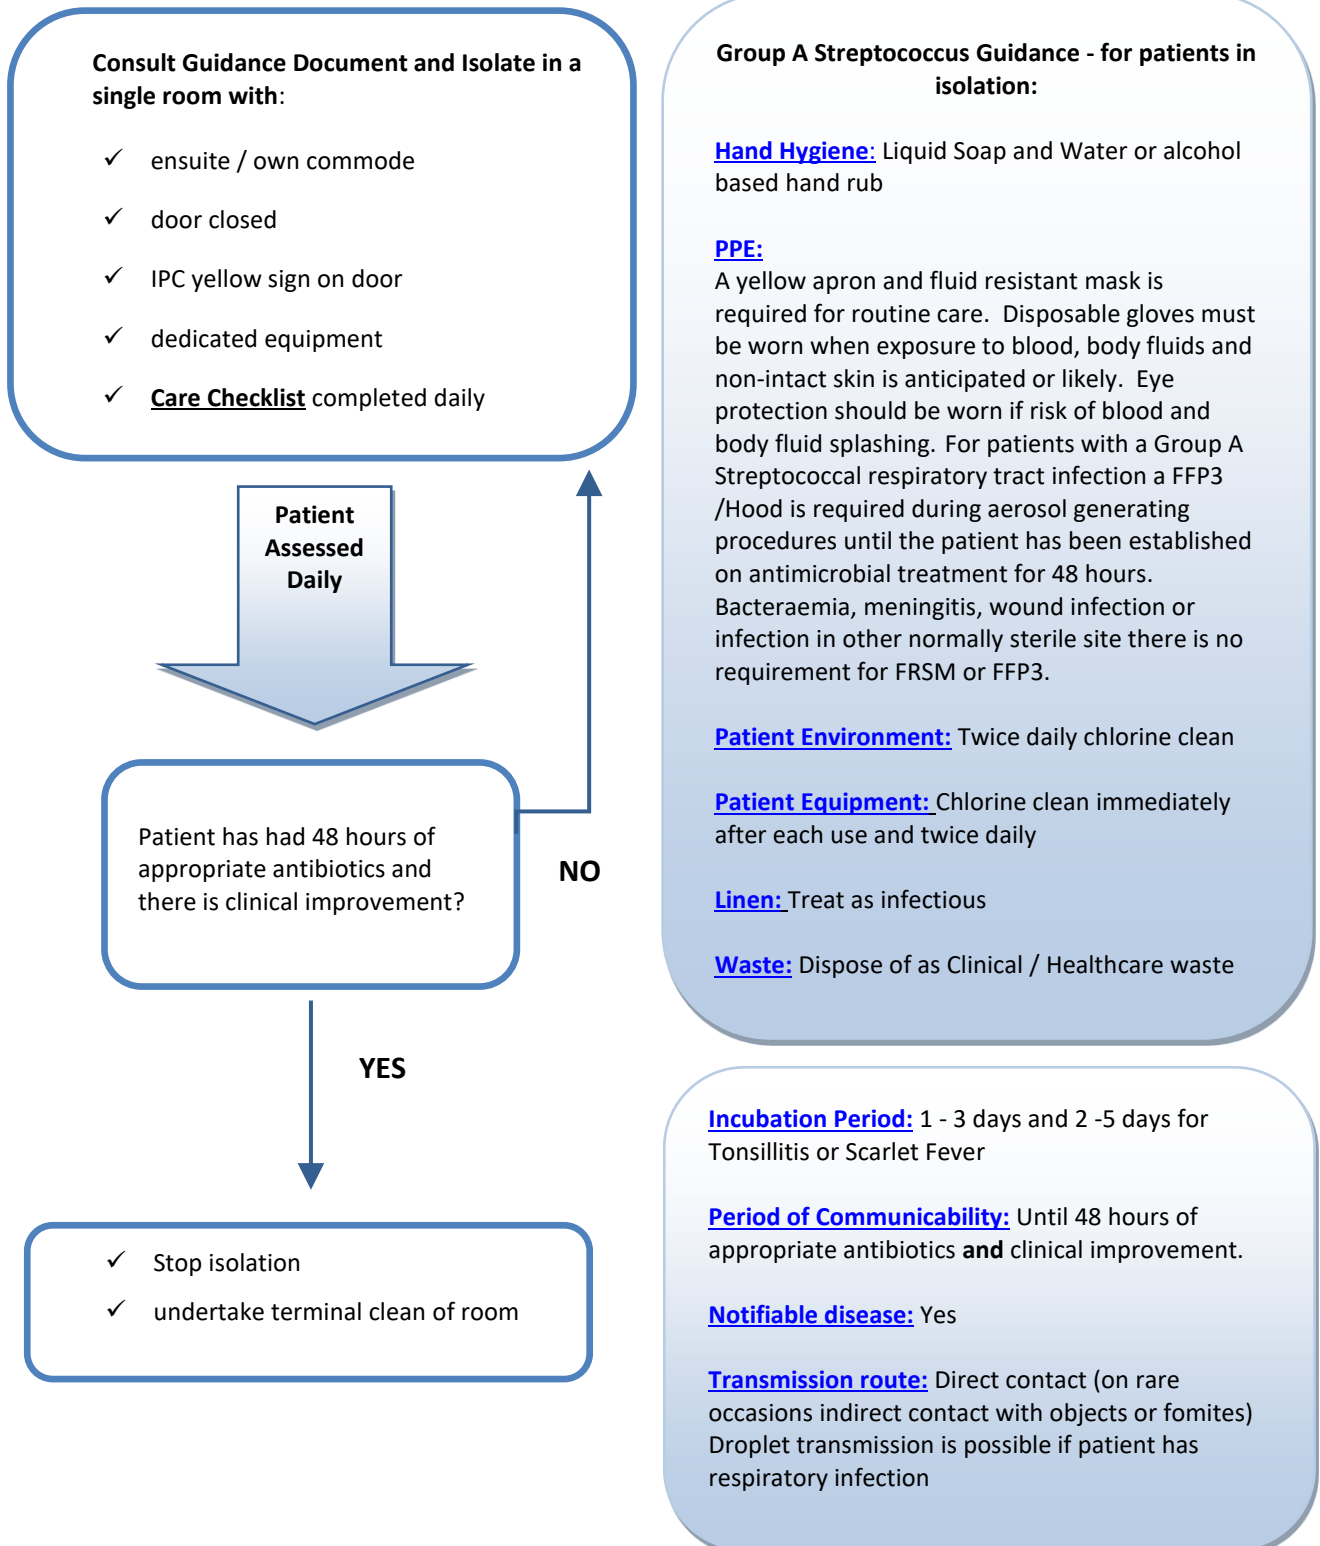 Consult Guidance Document and Isolate in a
single room with:
✓ ensuite / own commode
✓ door closed
✓ IPC yellow sign on door
✓ dedicated equipment
✓ Care Checklist completed daily
Patient
Assessed
Daily
Patient has had 48 hours of
appropriate antibiotics and
there is clinical improvement?
NO
YES
✓ Stop isolation
✓ undertake terminal clean of room
Group A Streptococcus Guidance - for patients in
isolation:
Hand Hygiene: Liquid Soap and Water or alcohol
based hand rub
PPE:
A yellow apron and fluid resistant mask is
required for routine care.  Disposable gloves must
be worn when exposure to blood, body fluids and
non-intact skin is anticipated or likely.  Eye
protection should be worn if risk of blood and
body fluid splashing.  For patients with a Group A
Streptococcal respiratory tract infection a FFP3
/Hood is required during aerosol generating
procedures until the patient has been established
on antimicrobial treatment for 48 hours.
Bacteraemia, meningitis, wound infection or
infection in other normally sterile site there is no
requirement for FRSM or FFP3.
Patient Environment: Twice daily chlorine clean
Patient Equipment: Chlorine clean immediately
after each use and twice daily
Linen: Treat as infectious
Waste: Dispose of as Clinical / Healthcare waste
Incubation Period: 1 - 3 days and 2 -5 days for
Tonsillitis or Scarlet Fever
Period of Communicability: Until 48 hours of
appropriate antibiotics and clinical improvement.
Notifiable disease: Yes
Transmission route: Direct contact (on rare
occasions indirect contact with objects or fomites)
Droplet transmission is possible if patient has
respiratory infection